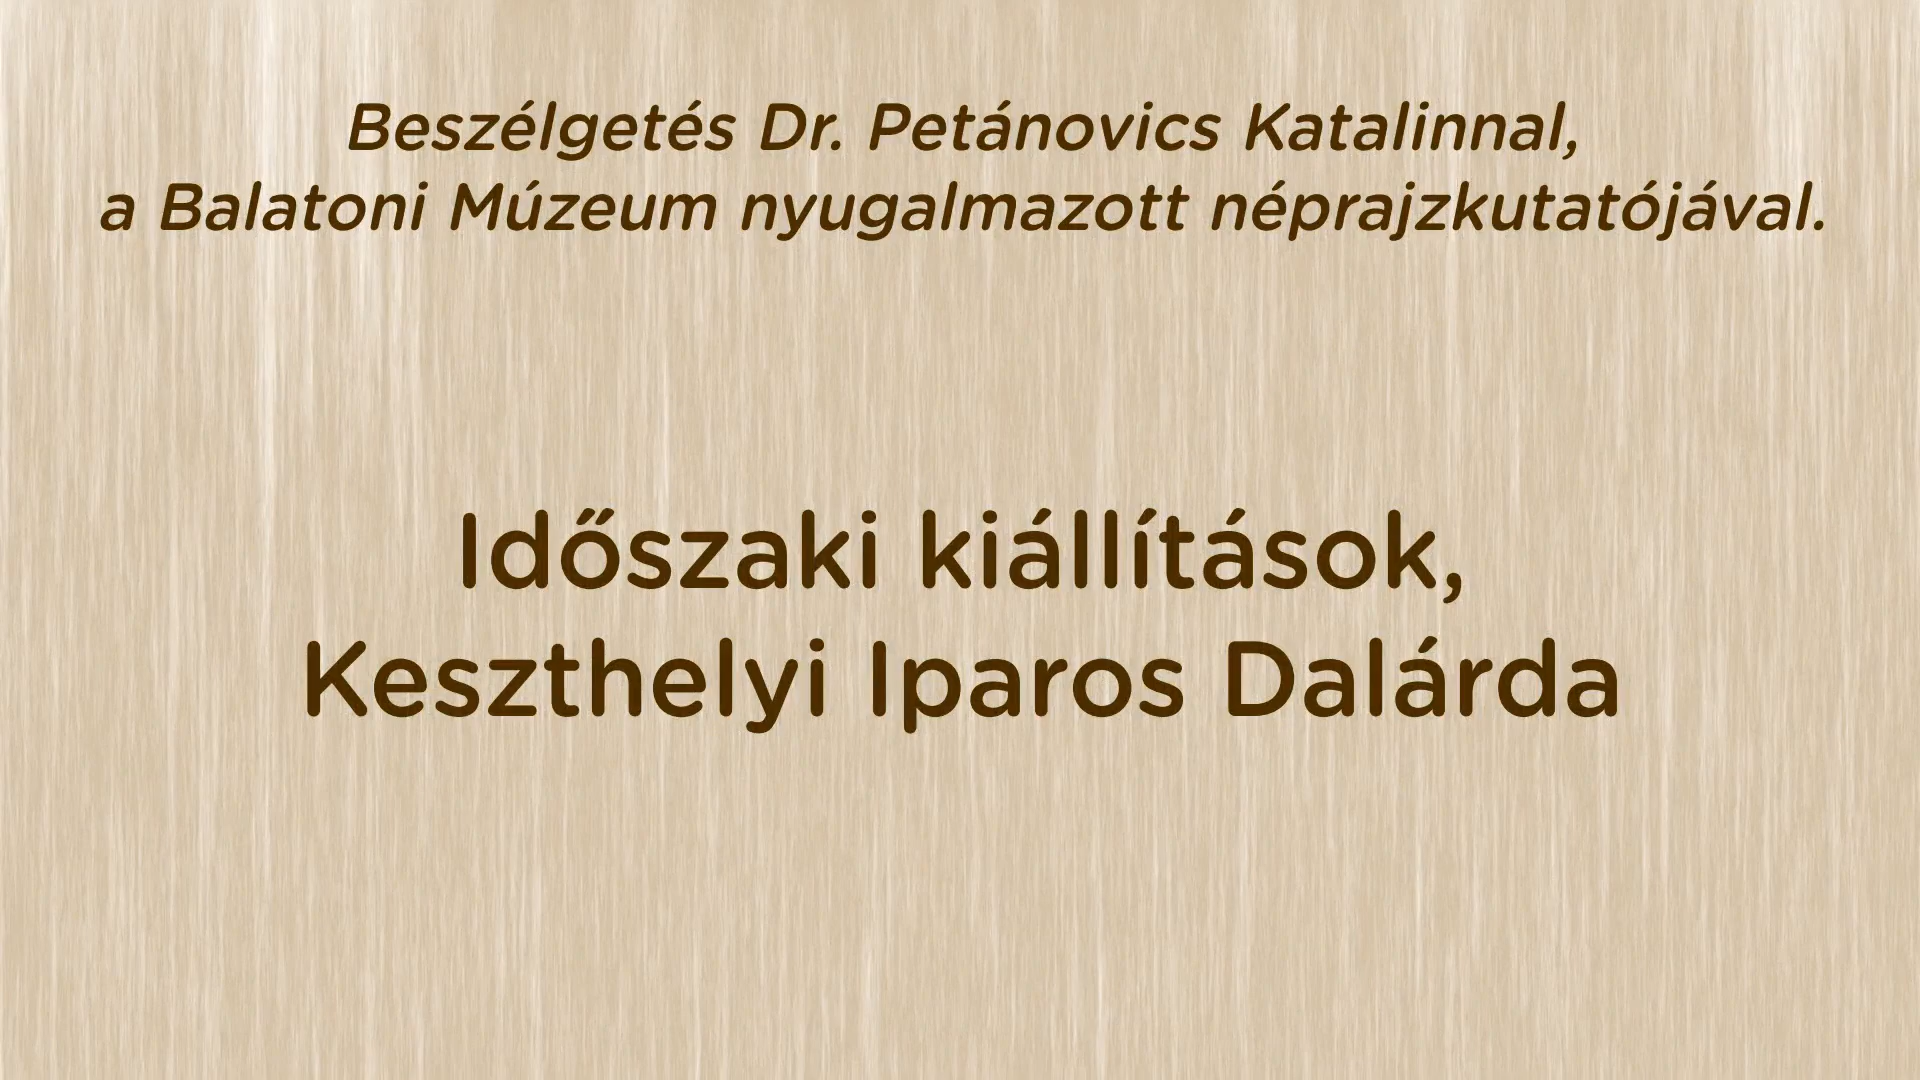 Beszélgetés Dr. Petánovics Katalinnal,
a Balatoni Múzeum nyugalmazott néprajzkutatójával.
Időszaki kiállítások,
Keszthelyi Iparos Dalárda